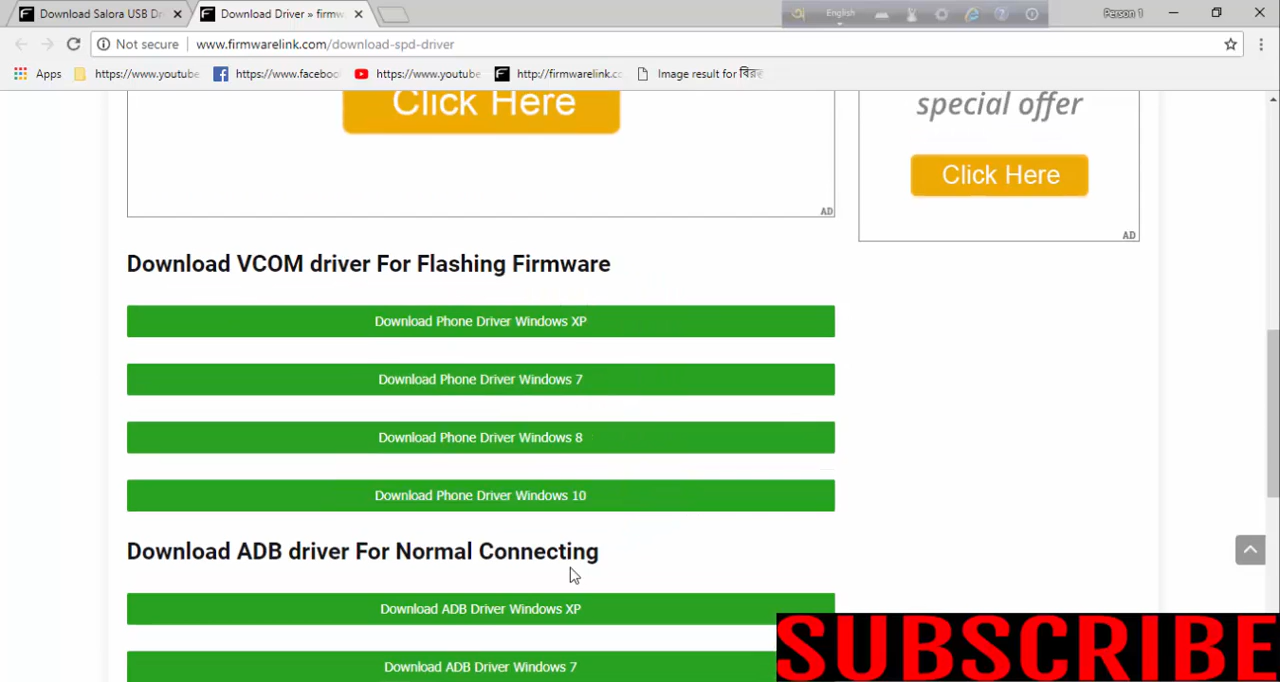 Download Salora USB Dri
Download Driver » firmw
English
Person 1
Not secure
www.firmwarelink.com/download-spd-driver
Apps
https://www.youtube
https://www.faceboo
https://www.youtube
http://firmwarelink.cc
Image result for
Click Here
special offer
Click Here
AD
AD
Download VCOM driver For Flashing Firmware
Download Phone Driver Windows XP
Download Phone Driver Windows 7
Download Phone Driver Windows 8
Download Phone Driver Windows 10
Download ADB driver For Normal Connecting
Download ADB Driver Windows XP
Download ADB Driver Windows 7
SUBSCRIBE